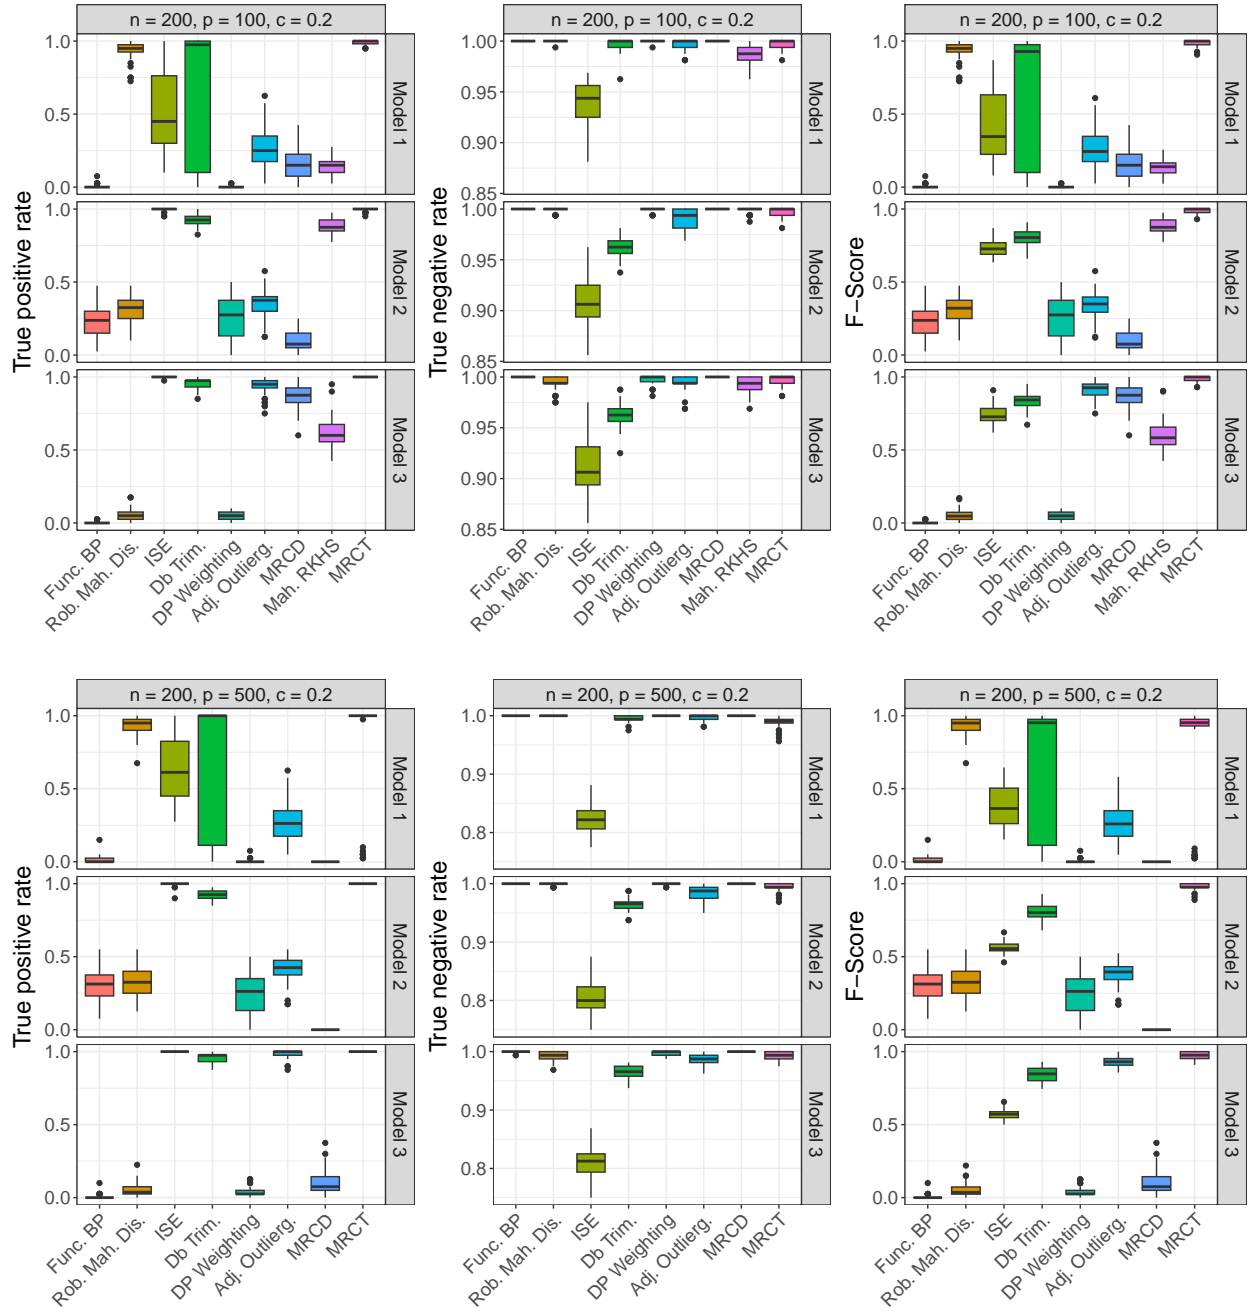 n = 200, p = 100, c = 0.2
True positive rate
1.0
0.5
0.0
Model 1
1.0
0.5
0.0
Model 2
1.0
0.5
0.0
Model 3
Func. BP
Rob. Mah. Dis.
ISE
Db Trim.
DP Weighting
Adj. Outlierg.
MRCD
Mah. RKHS
MRCT
n = 200, p = 100, c = 0.2
True negative rate
1.00
0.95
0.90
0.85
Model 1
1.00
0.95
0.90
0.85
Model 2
1.00
0.95
0.90
0.85
Model 3
Func. BP
Rob. Mah. Dis.
ISE
Db Trim.
DP Weighting
Adj. Outlierg.
MRCD
Mah. RKHS
MRCT
n = 200, p = 100, c = 0.2
F−Score
1.0
0.5
0.0
Model 1
1.0
0.5
0.0
Model 2
1.0
0.5
0.0
Model 3
Func. BP
Rob. Mah. Dis.
ISE
Db Trim.
DP Weighting
Adj. Outlierg.
MRCD
Mah. RKHS
MRCT
n = 200, p = 500, c = 0.2
True positive rate
1.0
0.5
0.0
Model 1
1.0
0.5
0.0
Model 2
1.0
0.5
0.0
Model 3
Func. BP
Rob. Mah. Dis.
ISE
Db Trim.
DP Weighting
Adj. Outlierg.
MRCD
MRCT
n = 200, p = 500, c = 0.2
True negative rate
1.0
0.9
0.8
Model 1
1.0
0.9
0.8
Model 2
1.0
0.9
0.8
Model 3
Func. BP
Rob. Mah. Dis.
ISE
Db Trim.
DP Weighting
Adj. Outlierg.
MRCD
MRCT
n = 200, p = 500, c = 0.2
F−Score
1.0
0.5
0.0
Model 1
1.0
0.5
0.0
Model 2
1.0
0.5
0.0
Model 3
Func. BP
Rob. Mah. Dis.
ISE
Db Trim.
DP Weighting
Adj. Outlierg.
MRCD
MRCT